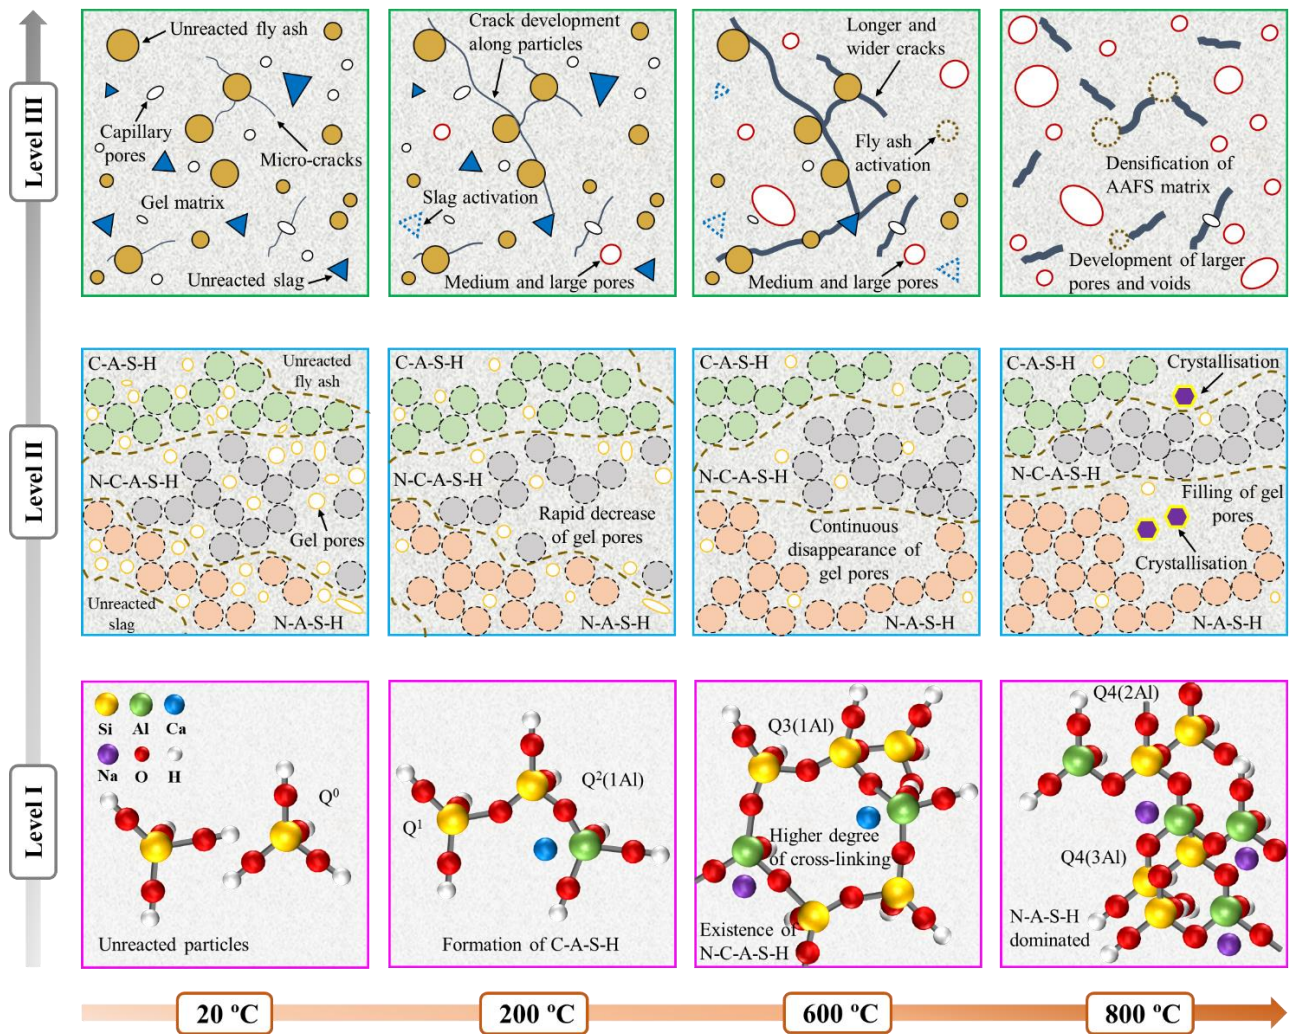 Level III
Unreacted fly ash
Capillary
pores
Micro-cracks
Gel matrix
Unreacted slag
Crack development
along particles
Slag activation
Medium and large pores
Longer and
wider cracks
Fly ash
activation
Medium and large pores
Densification of
AAFS matrix
Development of larger
pores and voids
Level II
C-A-S-H
Unreacted
fly ash
N-C-A-S-H
Gel pores
Unreacted
slag
N-A-S-H
C-A-S-H
N-C-A-S-H
Rapid decrease
of gel pores
N-A-S-H
C-A-S-H
N-C-A-S-H
Continuous
disappearance of
gel pores
N-A-S-H
C-A-S-H
Crystallisation
N-C-A-S-H
Filling of gel
pores
Crystallisation
N-A-S-H
Level I
Si Al Ca
Na O H
Q⁰
Unreacted particles
Q¹
Q²(1Al)
Formation of C-A-S-H
Q3(1Al)
Higher degree
of cross-linking
Existence of
N-C-A-S-H
Q4(2Al)
Q4(3Al)
N-A-S-H
dominated
20 ºC
200 ºC
600 ºC
800 ºC